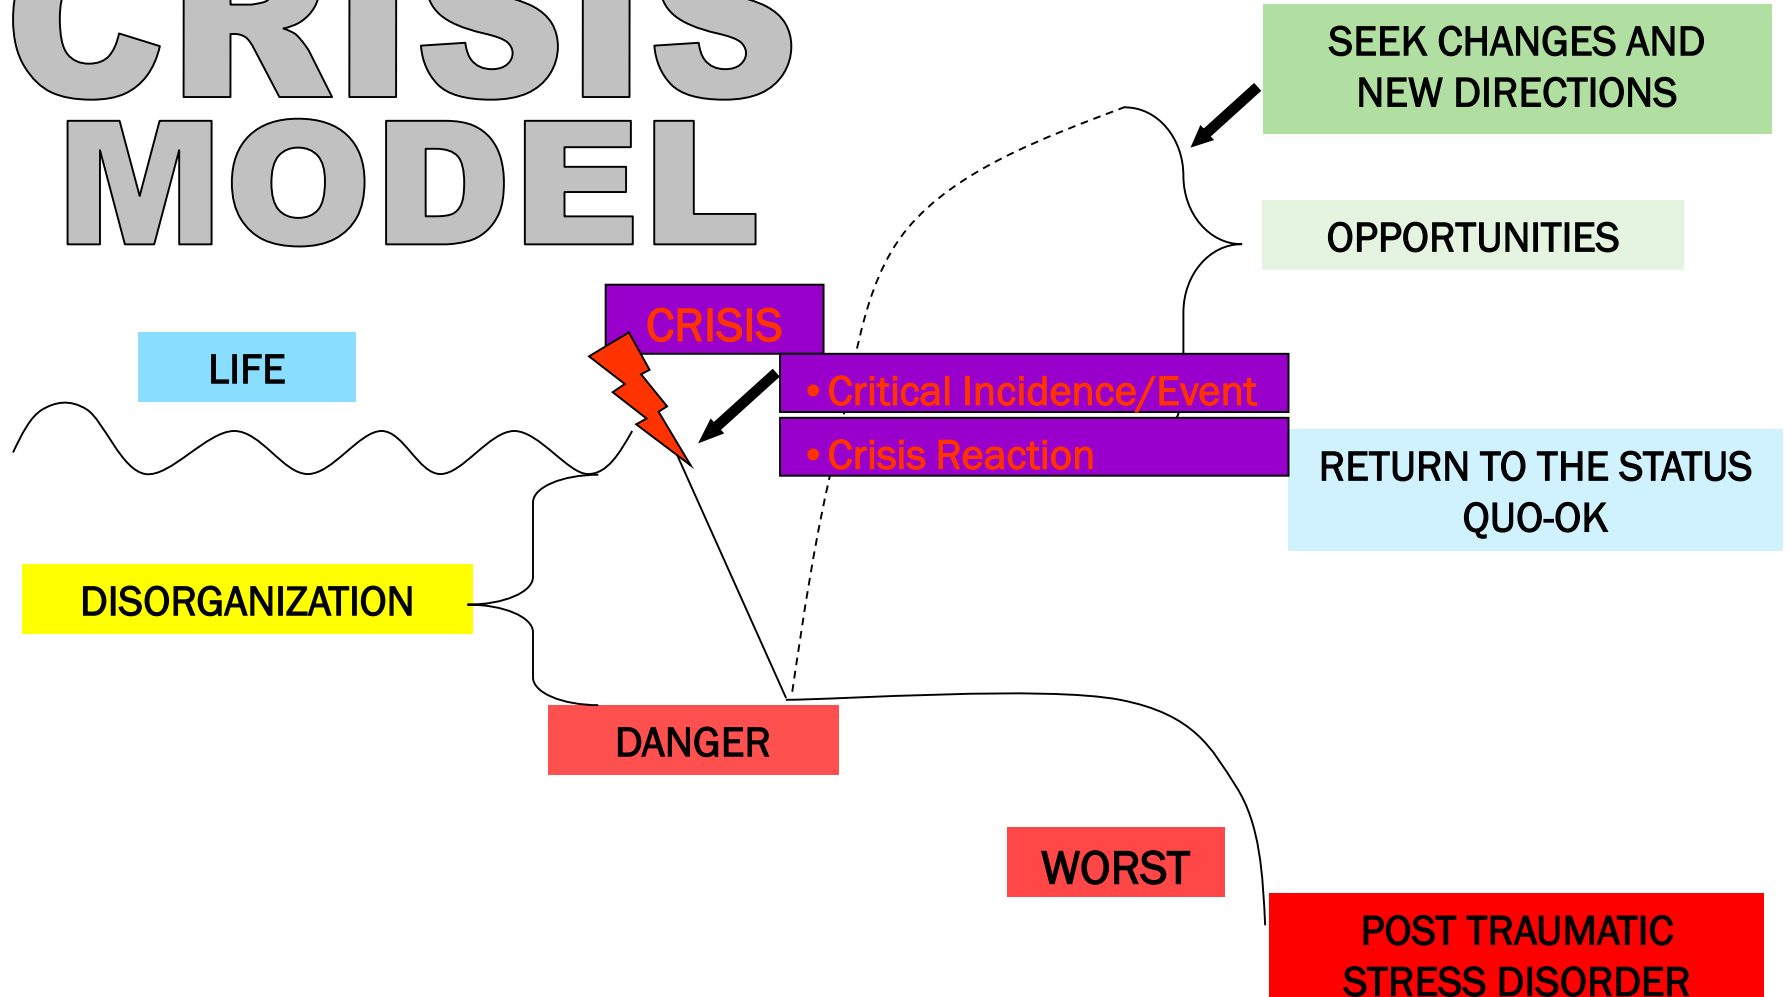 CRISIS
MODEL
SEEK CHANGES AND
NEW DIRECTIONS
OPPORTUNITIES
CRISIS
LIFE
• Critical Incidence/Event
• Crisis Reaction
RETURN TO THE STATUS
QUO-OK
DISORGANIZATION
DANGER
WORST
POST TRAUMATIC
STRESS DISORDER